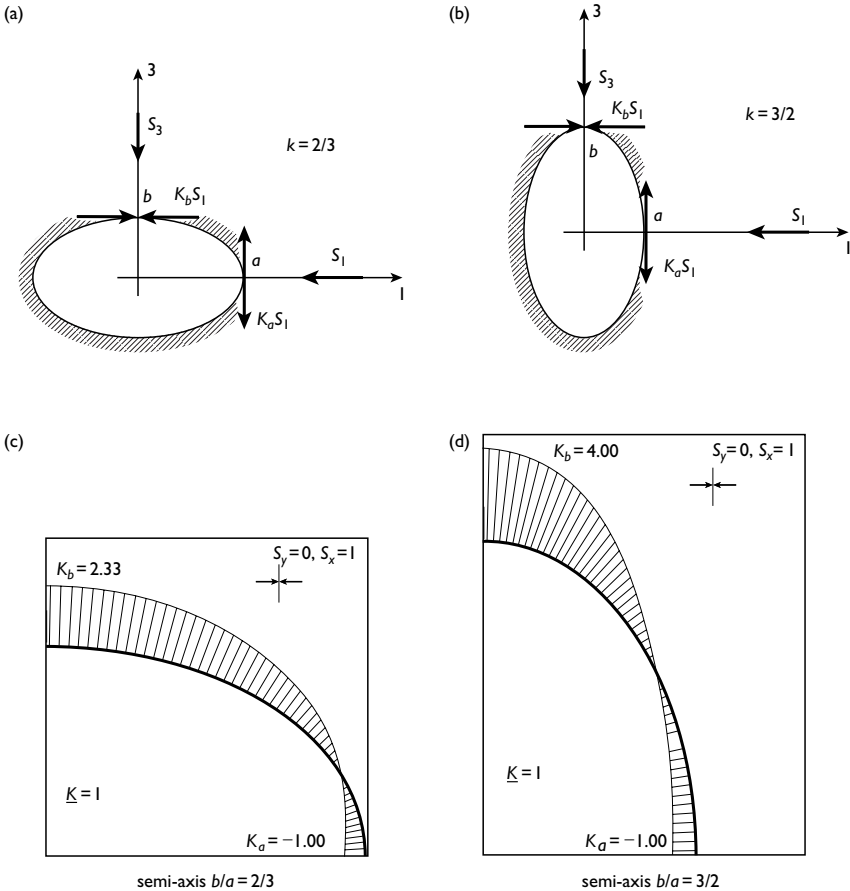 (a)
3
S3
k = 2/3
b
KbS1
a
S1
KaS1
1
(b)
3
S3
KbS1
k = 3/2
b
a
S1
KaS1
1
(c)
Sy = 0, Sx = 1
Kb = 2.33
K = 1
Ka = −1.00
semi-axis b/a = 2/3
(d)
Kb = 4.00
Sy = 0, Sx = 1
K = 1
Ka = −1.00
semi-axis b/a = 3/2